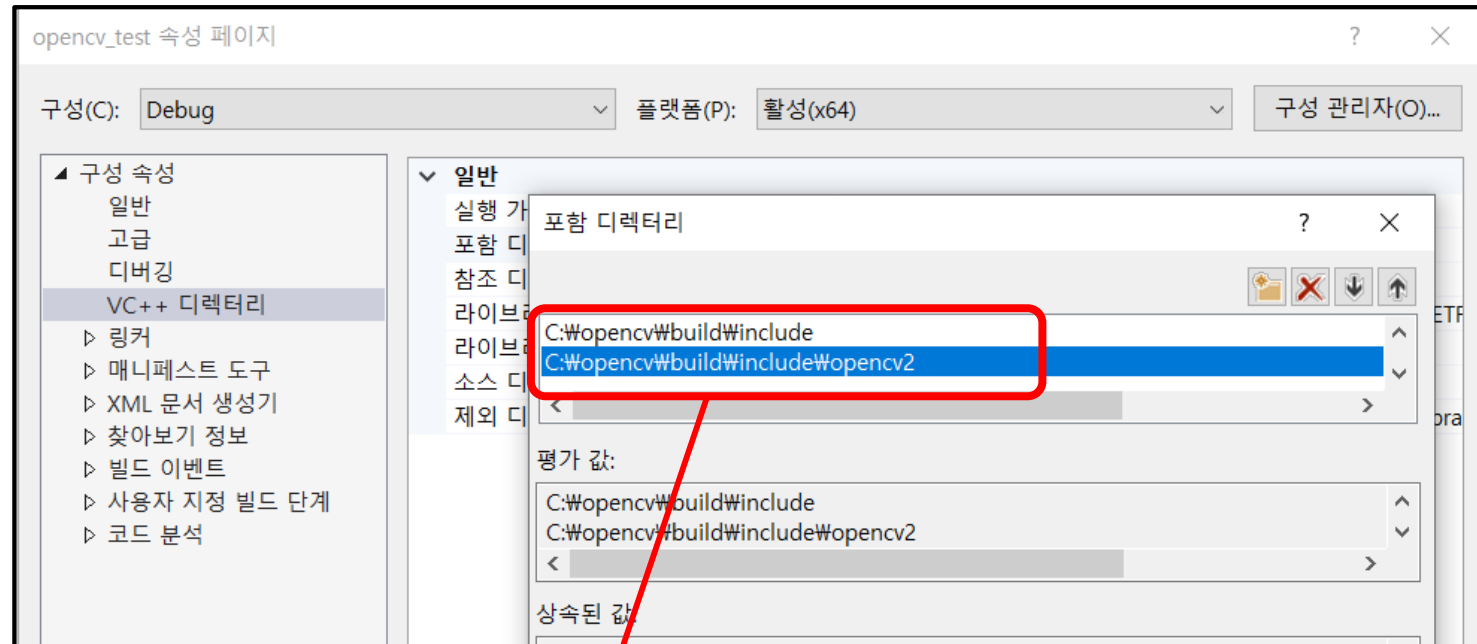 opencv_test 속성 페이지
?
구성(C): Debug 플랫폼(P): 활성(x64) 구성 관리자(O)...
구성 속성
일반
고급
디버깅
VC++ 디렉터리
링커
매니페스트 도구
XML 문서 생성기
찾아보기 정보
빌드 이벤트
사용자 지정 빌드 단계
코드 분석
일반
실행 가
포함 디
참조 디
라이브러
라이브러
소스 디
제외 디
포함 디렉터리 ?
C:₩opencv₩build₩include
C:₩opencv₩build₩include₩opencv2
평가 값:
C:₩opencv₩build₩include
C:₩opencv₩build₩include₩opencv2
상속된 값